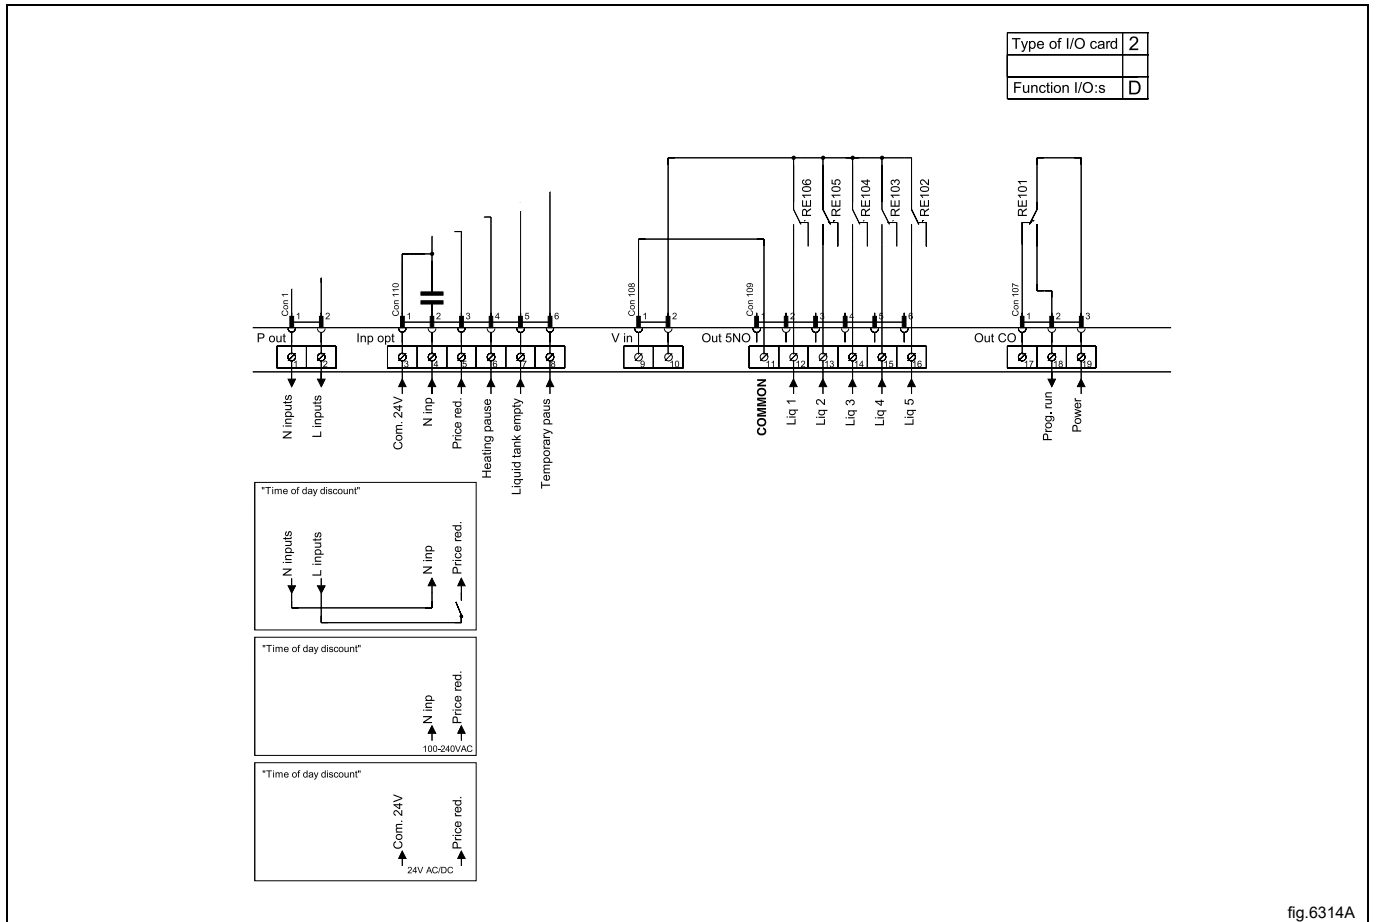 Type of I/O card 2
Function I/O:s D
RE106
RE105
RE104
RE103
RE102
RE101
Con 1
Con 110
Con 108
Con 109
Con 107
1 2
1 2 3 4 5 6
1 2
1 2 3 4 5 6
1 2 3
P out
Inp opt
V in
Out 5NO
Out CO
1 2
3 4 5 6 7 8
9 10
11 12 13 14 15 16
17 18 19
N inputs
L inputs
Com. 24V
N inp
Price red.
Heating pause
Liquid tank empty
Temporary paus
COMMON
Liq 1
Liq 2
Liq 3
Liq 4
Liq 5
Prog. run
Power
"Time of day discount"
N inputs
L inputs
N inp
Price red.
"Time of day discount"
N inp
Price red.
100-240VAC
"Time of day discount"
Com. 24V
Price red.
24V AC/DC
fig.6314A